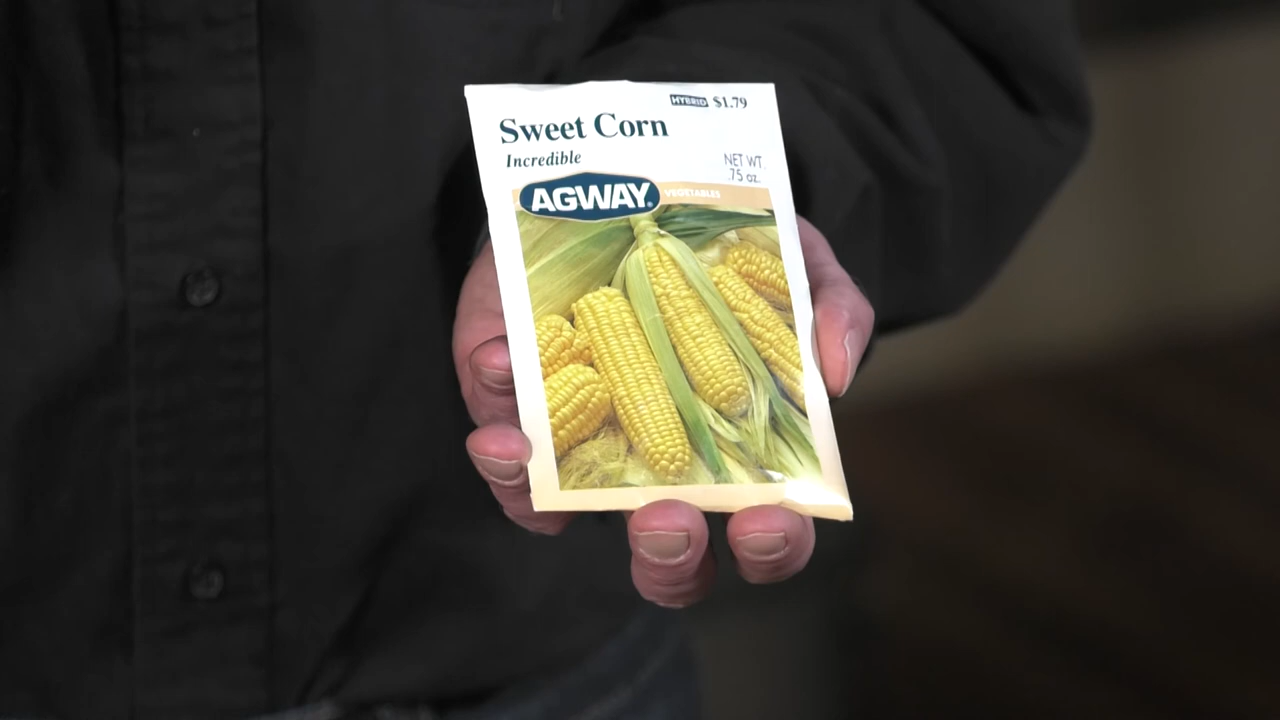 HYBRID $1.79
Sweet Corn
Incredible
NET WT.
.75 oz.
AGWAY® VEGETABLES